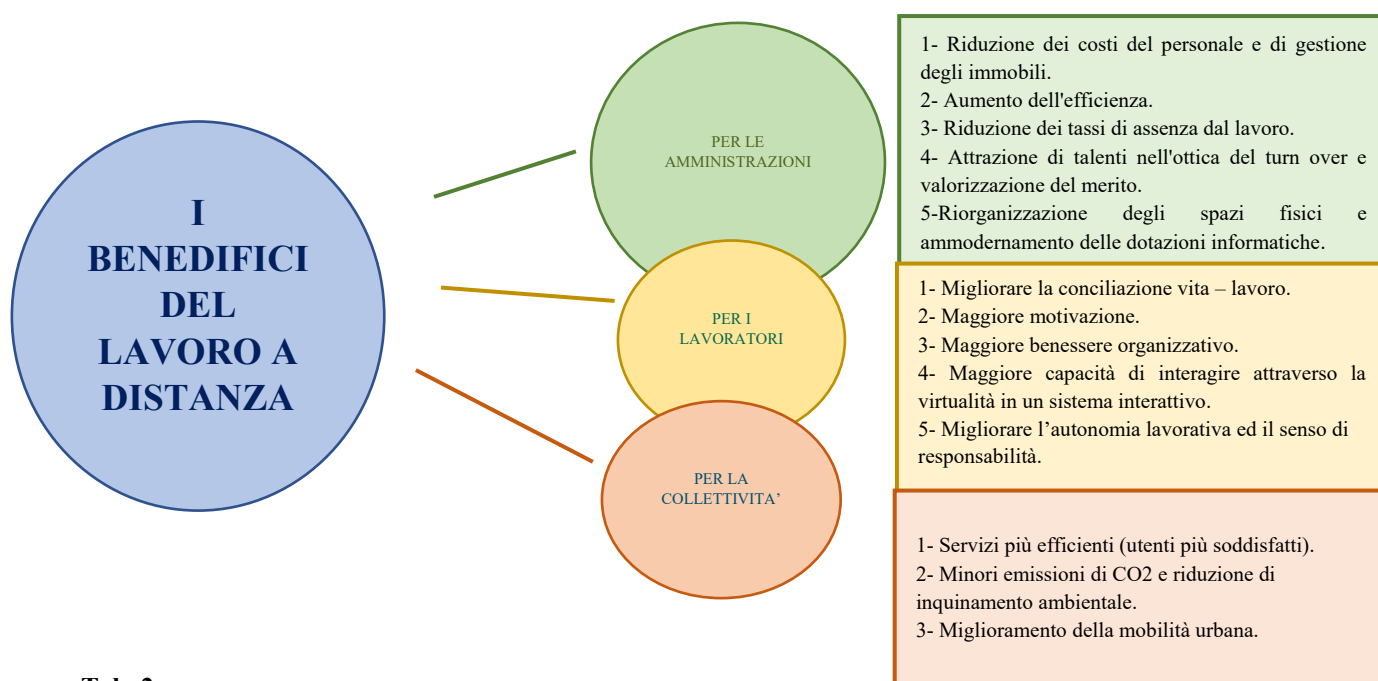 I
BENEDIFICI
DEL
LAVORO A
DISTANZA
PER LE
AMMINISTRAZIONI
1- Riduzione dei costi del personale e di gestione
degli immobili.
2- Aumento dell'efficienza.
3- Riduzione dei tassi di assenza dal lavoro.
4- Attrazione di talenti nell'ottica del turn over e
valorizzazione del merito.
5-Riorganizzazione degli spazi fisici e
ammodernamento delle dotazioni informatiche.
PER I
LAVORATORI
1- Migliorare la conciliazione vita – lavoro.
2- Maggiore motivazione.
3- Maggiore benessere organizzativo.
4- Maggiore capacità di interagire attraverso la
virtualità in un sistema interattivo.
5- Migliorare l’autonomia lavorativa ed il senso di
responsabilità.
PER LA
COLLETTIVITA’
1- Servizi più efficienti (utenti più soddisfatti).
2- Minori emissioni di CO2 e riduzione di
inquinamento ambientale.
3- Miglioramento della mobilità urbana.